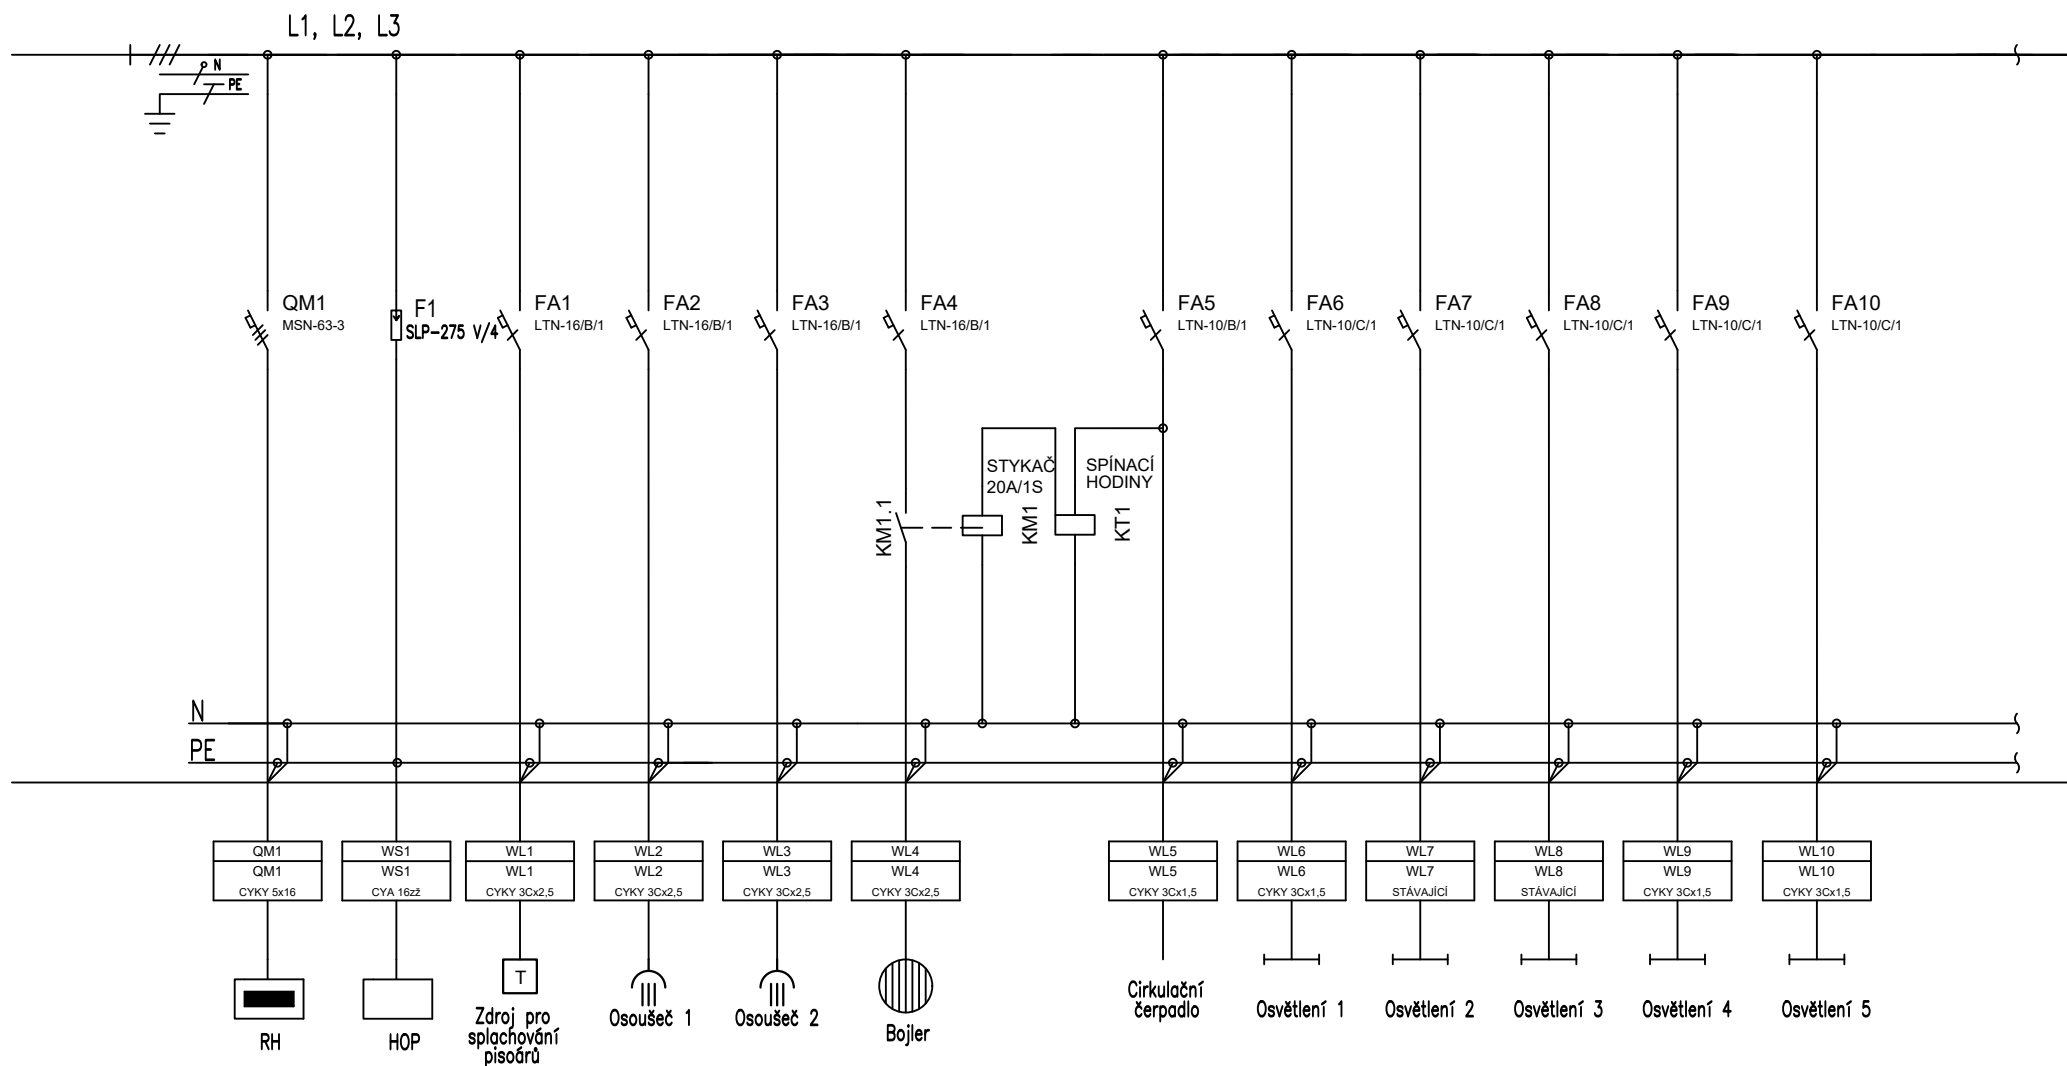 L1, L2, L3
N
PE
QM1
MSN-63-3
F1
SLP-275 V/4
FA1
LTN-16/B/1
FA2
LTN-16/B/1
FA3
LTN-16/B/1
FA4
LTN-16/B/1
FA5
LTN-10/B/1
FA6
LTN-10/C/1
FA7
LTN-10/C/1
FA8
LTN-10/C/1
FA9
LTN-10/C/1
FA10
LTN-10/C/1
KM1.1
STYKAČ
20A/1S
KM1
SPÍNACÍ
HODINY
KT1
N
PE
QM1
QM1
CYKY 5x16
WS1
WS1
CYA 16zž
WL1
WL1
CYKY 3Cx2,5
WL2
WL2
CYKY 3Cx2,5
WL3
WL3
CYKY 3Cx2,5
WL4
WL4
CYKY 3Cx2,5
WL5
WL5
CYKY 3Cx1,5
WL6
WL6
CYKY 3Cx1,5
WL7
WL7
STÁVAJÍCÍ
WL8
WL8
STÁVAJÍCÍ
WL9
WL9
CYKY 3Cx1,5
WL10
WL10
CYKY 3Cx1,5
RH
HOP
T
Zdroj pro
splachování
pisoárů
Osoušeč 1
Osoušeč 2
Bojler
Cirkulační
čerpadlo
Osvětlení 1
Osvětlení 2
Osvětlení 3
Osvětlení 4
Osvětlení 5